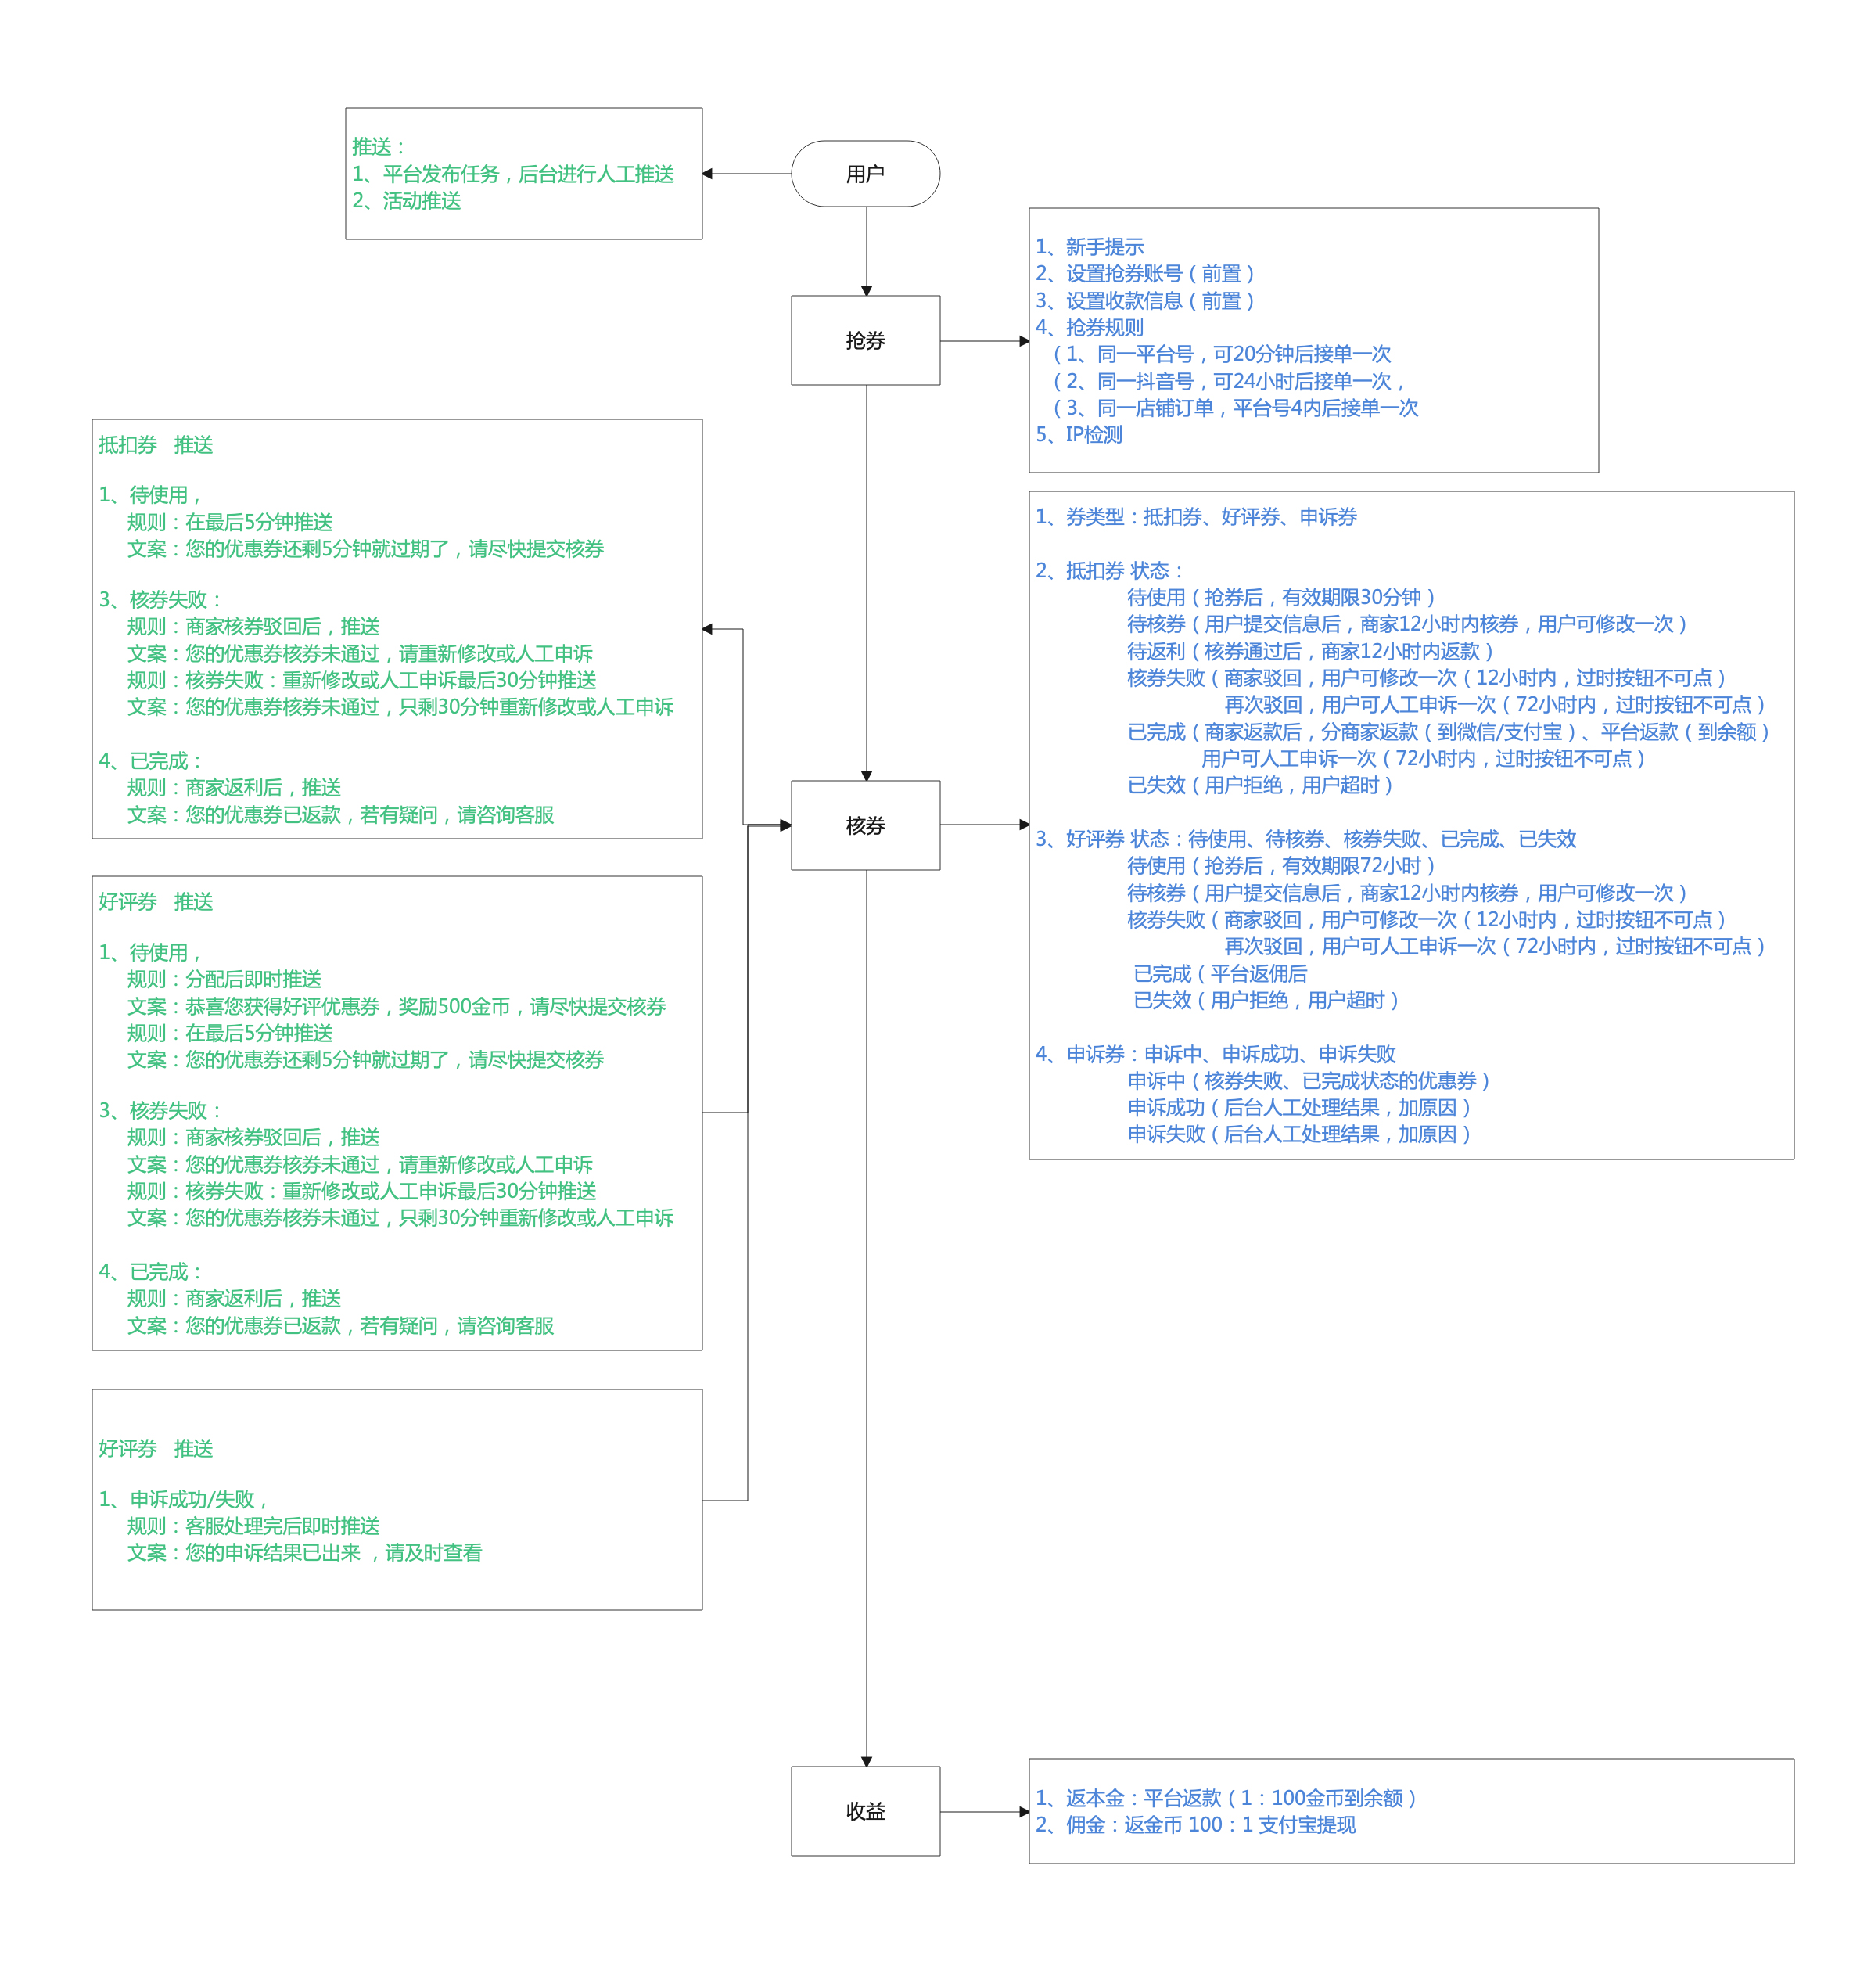 推送：
1、平台发布任务，后台进行人工推送
2、活动推送
用户
抢券
1、新手提示
2、设置抢券账号（前置）
3、设置收款信息（前置）
4、抢券规则
（1、同一平台号，可20分钟后接单一次
（2、同一抖音号，可24小时后接单一次，
（3、同一店铺订单，平台号4内后接单一次
5、IP检测
抵扣券 推送
1、待使用，
规则：在最后5分钟推送
文案：您的优惠券还剩5分钟就过期了，请尽快提交核券
3、核券失败：
规则：商家核券驳回后，推送
文案：您的优惠券核券未通过，请重新修改或人工申诉
规则：核券失败：重新修改或人工申诉最后30分钟推送
文案：您的优惠券核券未通过，只剩30分钟重新修改或人工申诉
4、已完成：
规则：商家返利后，推送
文案：您的优惠券已返款，若有疑问，请咨询客服
核券
1、券类型：抵扣券、好评券、申诉券
2、抵扣券 状态：
待使用（抢券后，有效期限30分钟）
待核券（用户提交信息后，商家12小时内核券，用户可修改一次）
待返利（核券通过后，商家12小时内返款）
核券失败（商家驳回，用户可修改一次（12小时内，过时按钮不可点）
再次驳回，用户可人工申诉一次（72小时内，过时按钮不可点）
已完成（商家返款后，分商家返款（到微信/支付宝）、平台返款（到余额）
用户可人工申诉一次（72小时内，过时按钮不可点）
已失效（用户拒绝，用户超时）
3、好评券 状态：待使用、待核券、核券失败、已完成、已失效
待使用（抢券后，有效期限72小时）
待核券（用户提交信息后，商家12小时内核券，用户可修改一次）
核券失败（商家驳回，用户可修改一次（12小时内，过时按钮不可点）
再次驳回，用户可人工申诉一次（72小时内，过时按钮不可点）
已完成（平台返佣后
已失效（用户拒绝，用户超时）
4、申诉券：申诉中、申诉成功、申诉失败
申诉中（核券失败、已完成状态的优惠券）
申诉成功（后台人工处理结果，加原因）
申诉失败（后台人工处理结果，加原因）
好评券 推送
1、待使用，
规则：分配后即时推送
文案：恭喜您获得好评优惠券，奖励500金币，请尽快提交核券
规则：在最后5分钟推送
文案：您的优惠券还剩5分钟就过期了，请尽快提交核券
3、核券失败：
规则：商家核券驳回后，推送
文案：您的优惠券核券未通过，请重新修改或人工申诉
规则：核券失败：重新修改或人工申诉最后30分钟推送
文案：您的优惠券核券未通过，只剩30分钟重新修改或人工申诉
4、已完成：
规则：商家返利后，推送
文案：您的优惠券已返款，若有疑问，请咨询客服
好评券 推送
1、申诉成功/失败，
规则：客服处理完后即时推送
文案：您的申诉结果已出来 ，请及时查看
收益
1、返本金：平台返款（1：100金币到余额）
2、佣金：返金币 100：1 支付宝提现